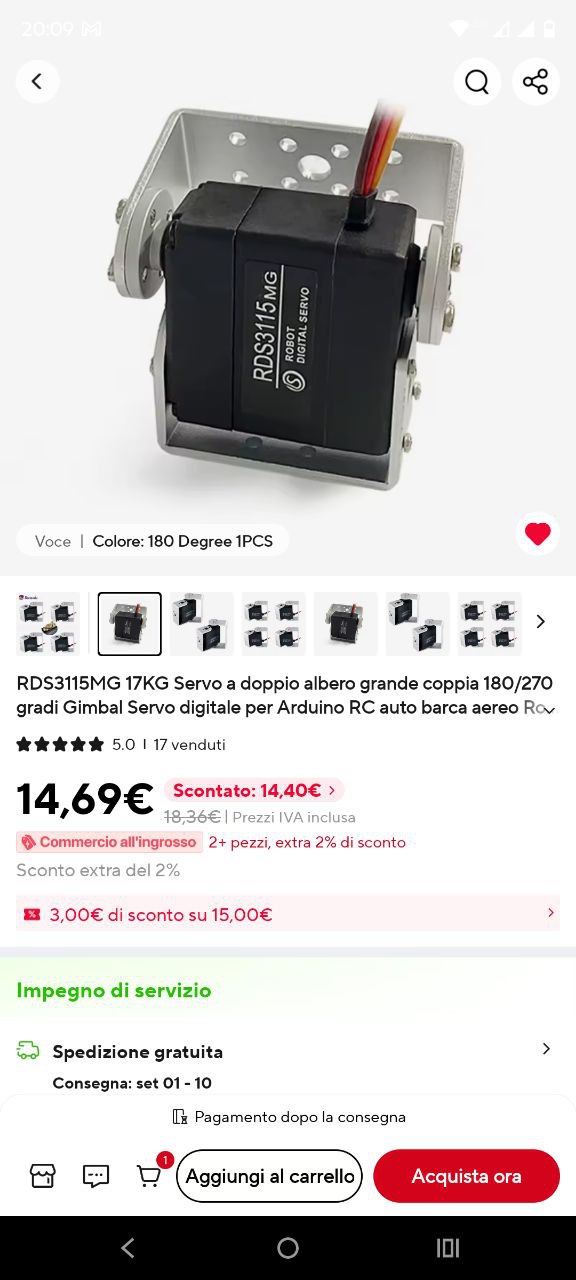 20:09
RDS3115MG
ROBOT
DIGITAL SERVO
Voce | Colore: 180 Degree 1PCS
RDS3115MG 17KG Servo a doppio albero grande coppia 180/270
gradi Gimbal Servo digitale per Arduino RC auto barca aereo Ro
5.0 | 17 venduti
14,69€ Scontato: 14,40€ >
18,36€ | Prezzi IVA inclusa
Commercio all'ingrosso 2+ pezzi, extra 2% di sconto
Sconto extra del 2%
3,00€ di sconto su 15,00€
Impegno di servizio
Spedizione gratuita
Consegna: set 01 - 10
Pagamento dopo la consegna
1
Aggiungi al carrello
Acquista ora